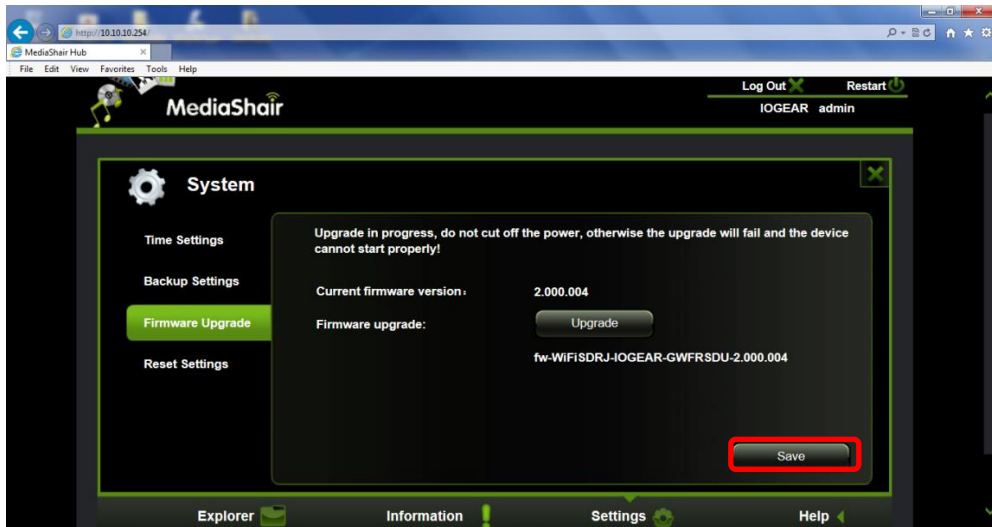 http://10.10.10.254/
MediaShair Hub
File Edit View Favorites Tools Help
Log Out Restart
MediaShair
IOGEAR admin
System
Time Settings
Backup Settings
Firmware Upgrade
Reset Settings
Upgrade in progress, do not cut off the power, otherwise the upgrade will fail and the device
cannot start properly!
Current firmware version:
2.000.004
Firmware upgrade:
Upgrade
fw-WiFiSDRJ-IOGEAR-GWFRSDU-2.000.004
Save
Explorer Information Settings Help